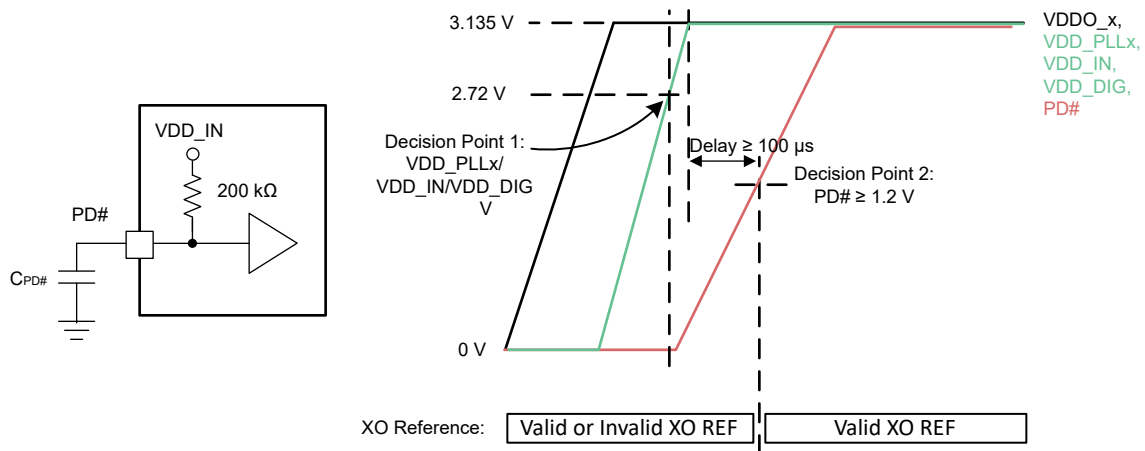 VDD_IN
200 kΩ
PD#
CPD#
3.135 V
2.72 V
0 V
Decision Point 1:
VDD_PLLx/
VDD_IN/VDD_DIG
V
Delay ≥ 100 µs
Decision Point 2:
PD# ≥ 1.2 V
VDDO_x,
VDD_PLLx,
VDD_IN,
VDD_DIG,
PD#
XO Reference:
Valid or Invalid XO REF
Valid XO REF